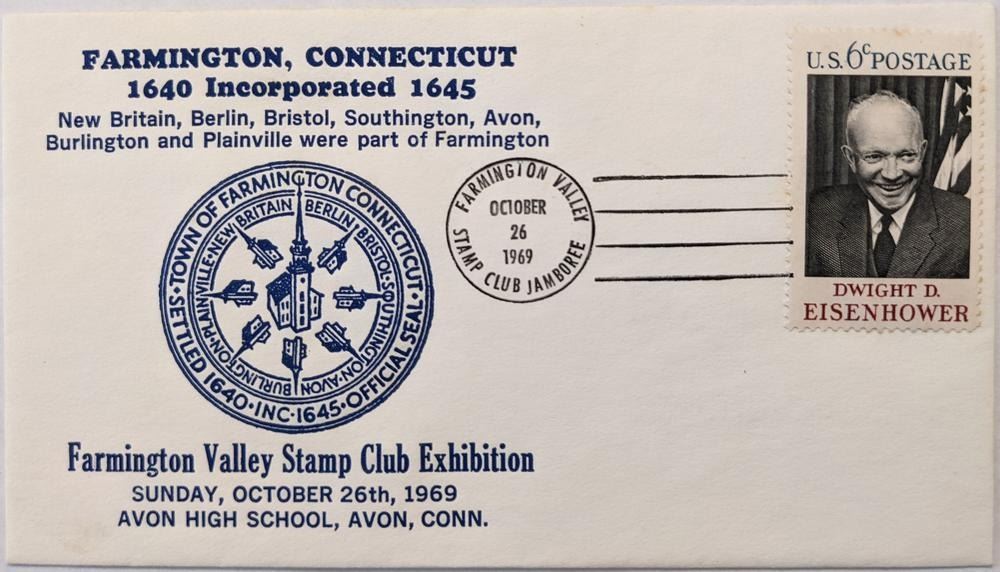 FARMINGTON, CONNECTICUT
1640 Incorporated 1645
New Britain, Berlin, Bristol, Southington, Avon,
Burlington and Plainville were part of Farmington
TOWN OF FARMINGTON CONNECTICUT · OFFICIAL SEAL
SETTLED 1640 · INC · 1645
NEW BRITAIN · BERLIN · BRISTOL · SOUTHINGTON · AVON · BURLINGTON · PLAINVILLE
Farmington Valley Stamp Club Exhibition
SUNDAY, OCTOBER 26th, 1969
AVON HIGH SCHOOL, AVON, CONN.
FARMINGTON VALLEY
OCTOBER
26
1969
STAMP CLUB JAMBOREE
U.S. 6c POSTAGE
DWIGHT D.
EISENHOWER